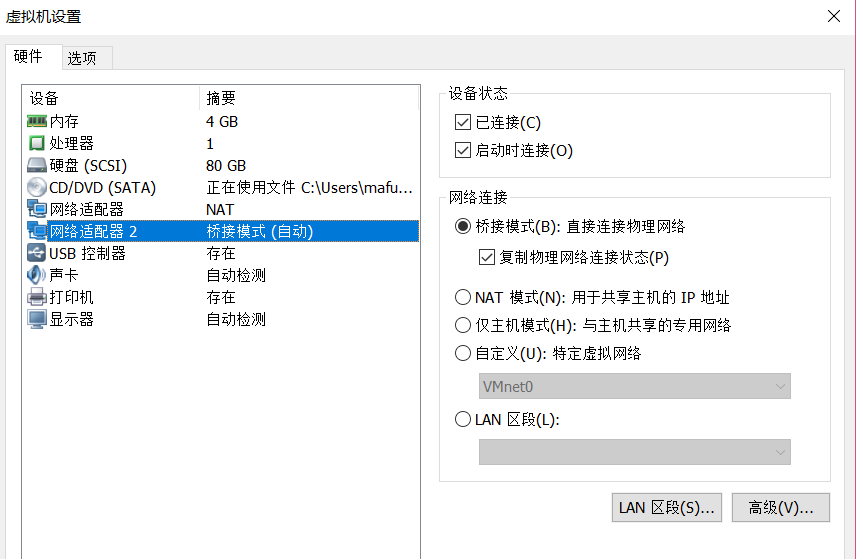 虚拟机设置
硬件 选项
设备 摘要
内存 4 GB
处理器 1
硬盘 (SCSI) 80 GB
CD/DVD (SATA) 正在使用文件 C:\Users\mafu...
网络适配器 NAT
网络适配器 2 桥接模式 (自动)
USB 控制器 存在
声卡 自动检测
打印机 存在
显示器 自动检测
设备状态
已连接(C)
启动时连接(O)
网络连接
桥接模式(B): 直接连接物理网络
复制物理网络连接状态(P)
NAT 模式(N): 用于共享主机的 IP 地址
仅主机模式(H): 与主机共享的专用网络
自定义(U): 特定虚拟网络
VMnet0
LAN 区段(L):
LAN 区段(S)... 高级(V)...